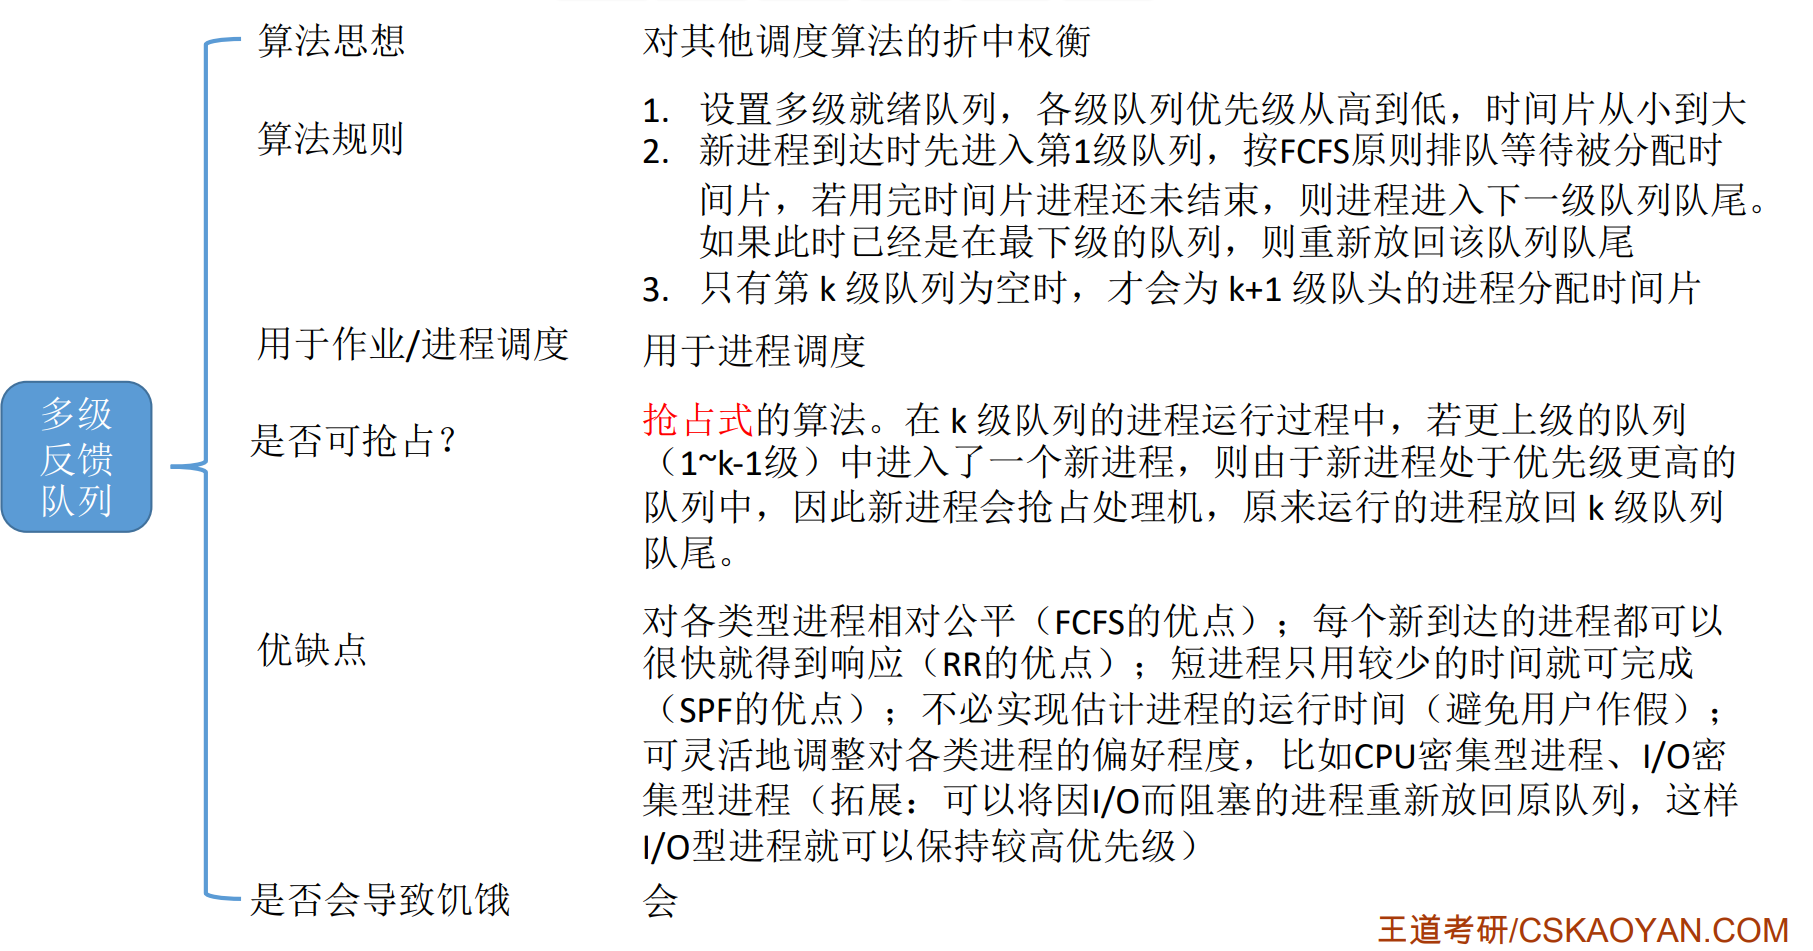 多级
反馈
队列
算法思想
对其他调度算法的折中权衡
算法规则
1. 设置多级就绪队列，各级队列优先级从高到低，时间片从小到大
2. 新进程到达时先进入第1级队列，按FCFS原则排队等待被分配时
间片，若用完时间片进程还未结束，则进程进入下一级队列队尾。
如果此时已经是在最下级的队列，则重新放回该队列队尾
3. 只有第 k 级队列为空时，才会为 k+1 级队头的进程分配时间片
用于作业/进程调度
用于进程调度
是否可抢占？
抢占式的算法。在 k 级队列的进程运行过程中，若更上级的队列
（1~k-1级）中进入了一个新进程，则由于新进程处于优先级更高的
队列中，因此新进程会抢占处理机，原来运行的进程放回 k 级队列
队尾。
优缺点
对各类型进程相对公平（FCFS的优点）；每个新到达的进程都可以
很快就得到响应（RR的优点）；短进程只用较少的时间就可完成
（SPF的优点）；不必实现估计进程的运行时间（避免用户作假）；
可灵活地调整对各类进程的偏好程度，比如CPU密集型进程、I/O密
集型进程（拓展：可以将因I/O而阻塞的进程重新放回原队列，这样
I/O型进程就可以保持较高优先级）
是否会导致饥饿
会
王道考研/CSKAOYAN.COM